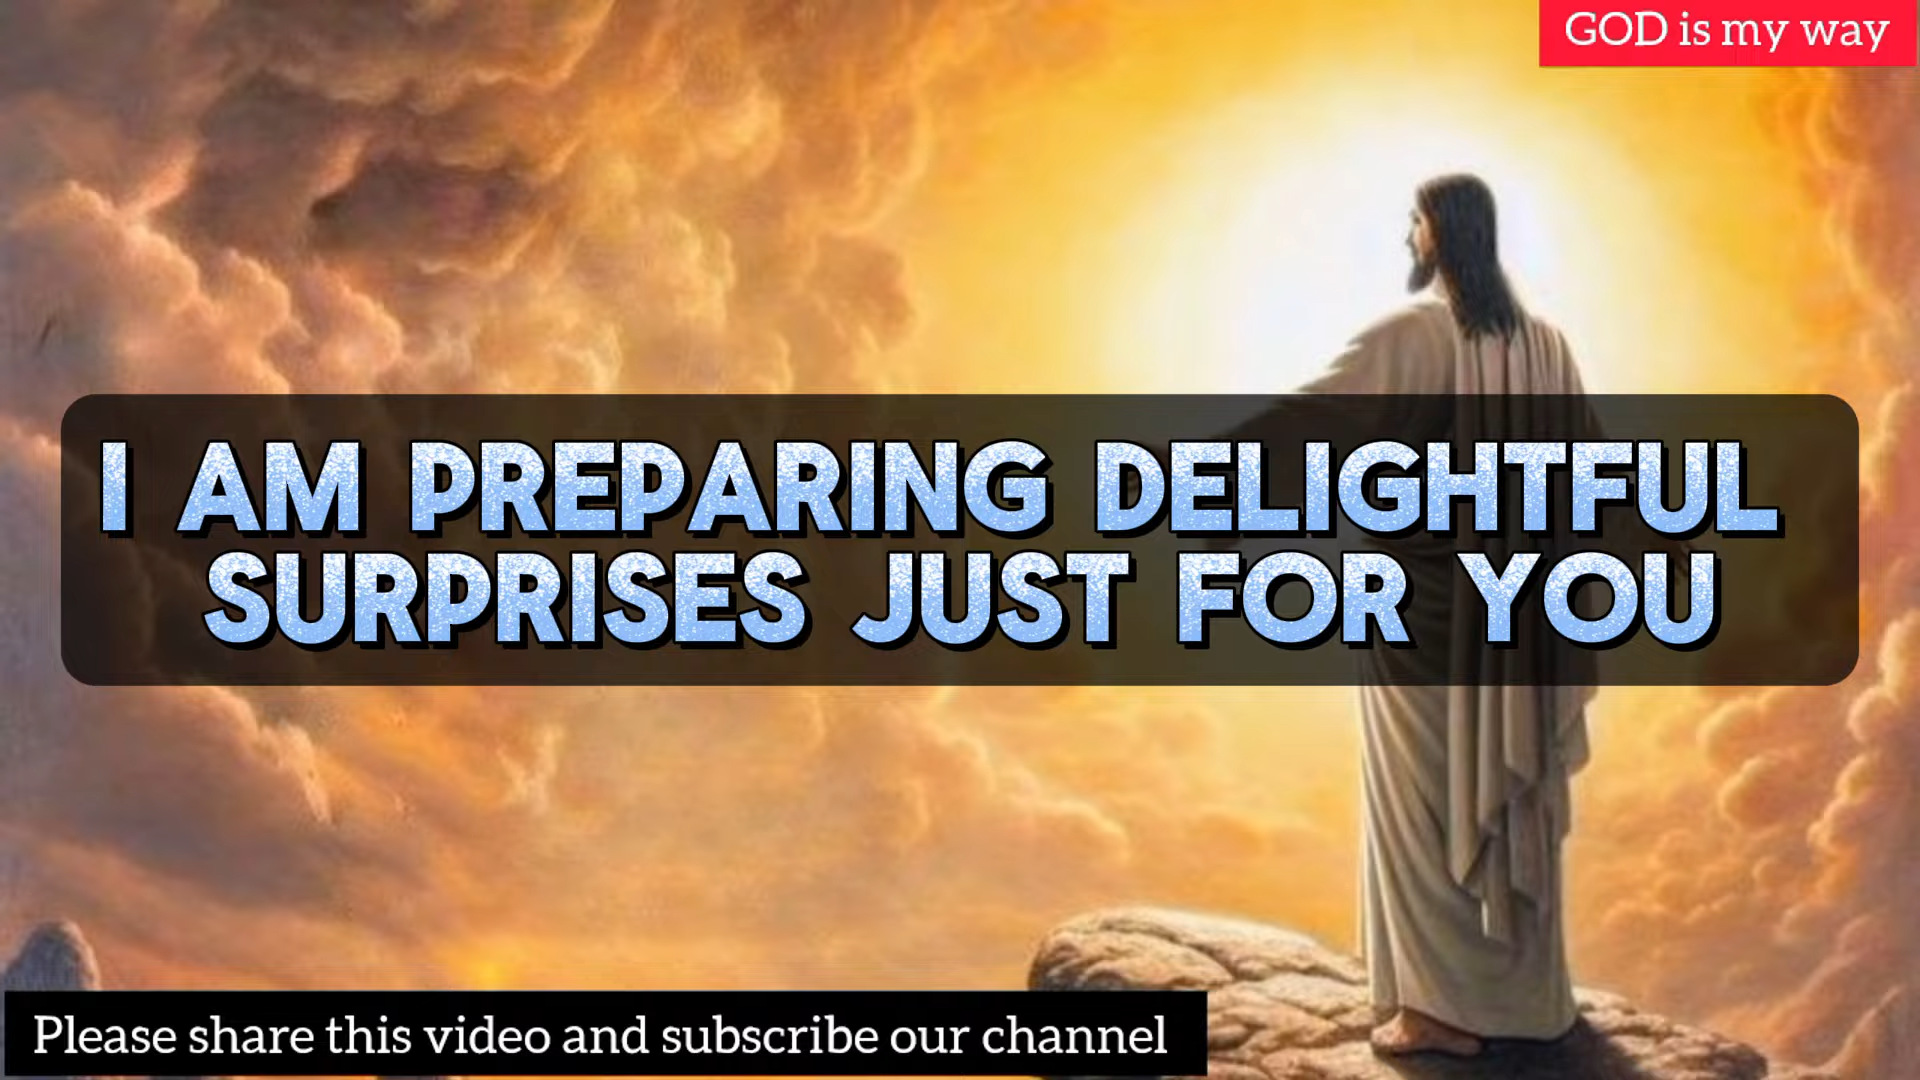 GOD is my way
I AM PREPARING DELIGHTFUL
SURPRISES JUST FOR YOU
Please share this video and subscribe our channel